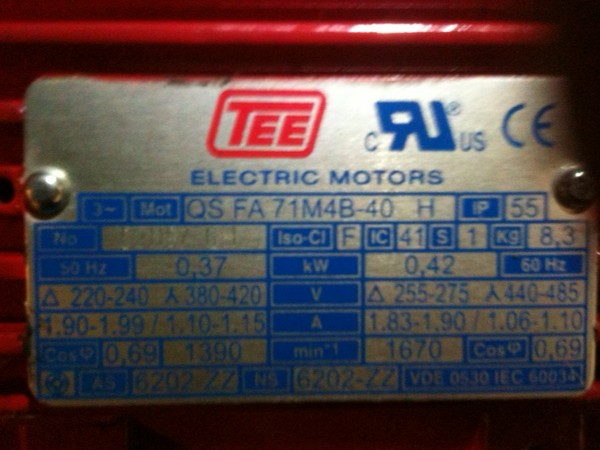 TEE
C RU ® US CE
ELECTRIC MOTORS
3~ Mot QS FA 71M4B-40 H IP 55
No Iso-Cl F IC 41 S 1 Kg 8,3
50 Hz 0,37 kW 0,42 60 Hz
△ 220-240 ⅄ 380-420 V △ 255-275 ⅄ 440-485
1.90-1.99 / 1.10-1.15 A 1.83-1.90 / 1.06-1.10
Cosφ 0,69 1390 min⁻¹ 1670 Cosφ 0,69
AS 6202-ZZ NS 6202-ZZ VDE 0530 IEC 60034